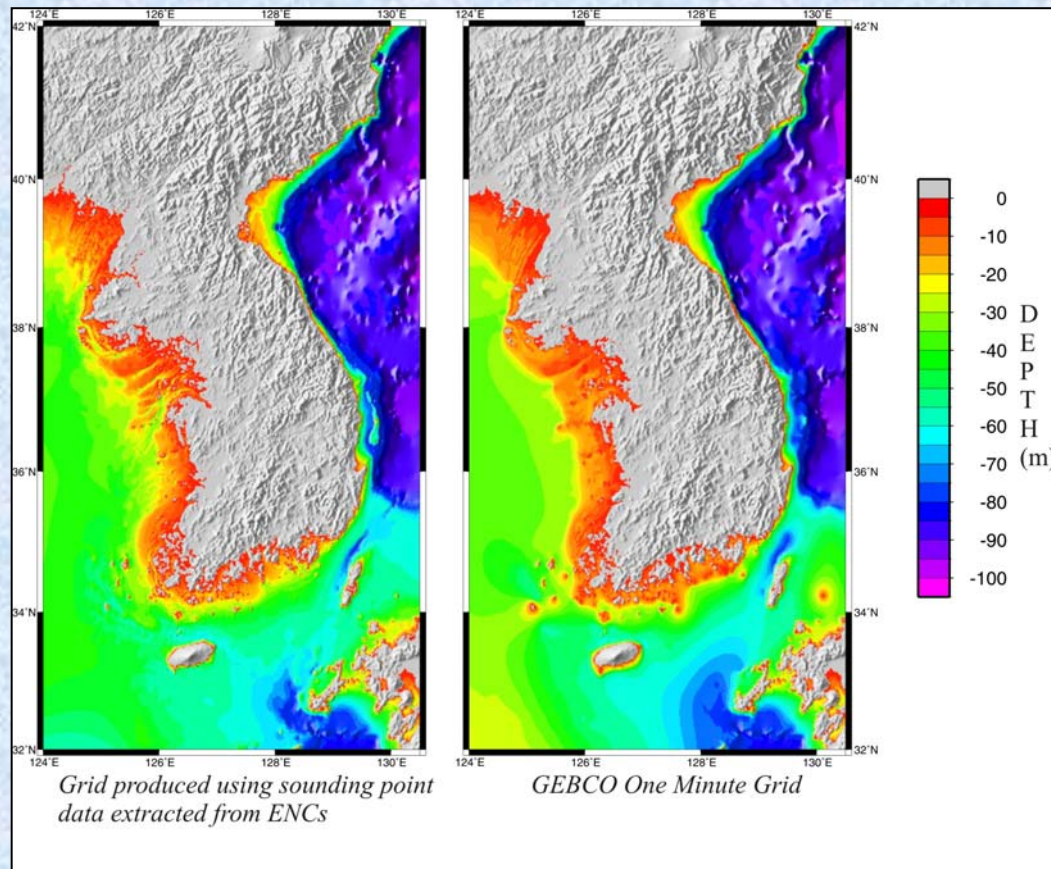 124˚E 126˚E 128˚E 130˚E
42˚N
40˚N
38˚N
36˚N
34˚N
32˚N
124˚E 126˚E 128˚E 130˚E
Grid produced using sounding point
data extracted from ENCs
124˚E 126˚E 128˚E 130˚E
42˚N
40˚N
38˚N
36˚N
34˚N
32˚N
124˚E 126˚E 128˚E 130˚E
GEBCO One Minute Grid
0
-10
-20
-30
-40
-50
-60
-70
-80
-90
-100
D
E
P
T
H
(m)